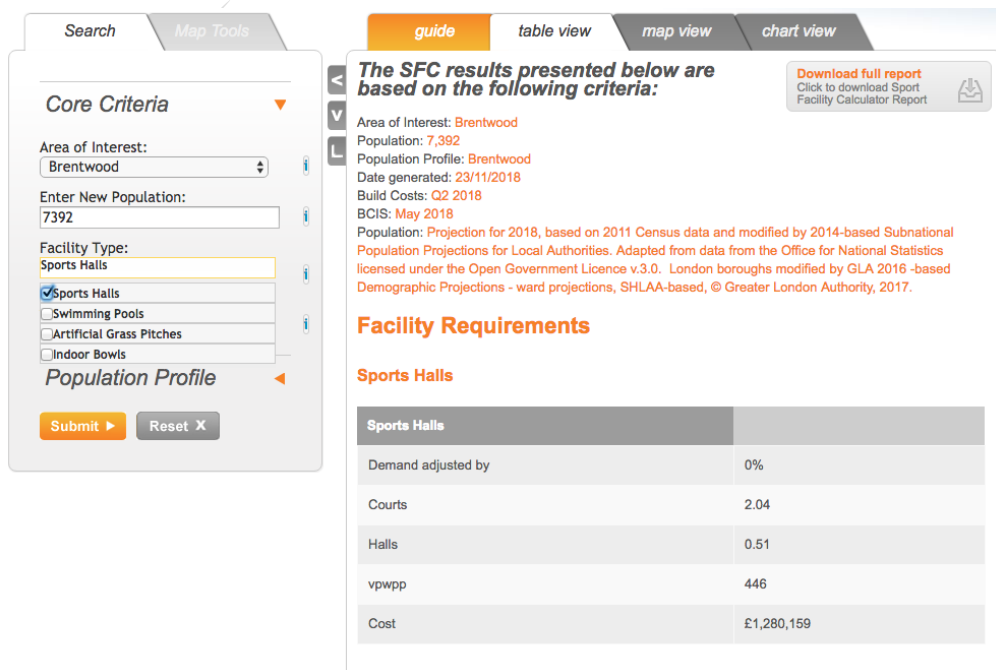 Search
Map Tools
Core Criteria
Area of Interest:
Brentwood
Enter New Population:
7392
Facility Type:
Sports Halls
Sports Halls
Swimming Pools
Artificial Grass Pitches
Indoor Bowls
Population Profile
Submit
Reset X
i
i
i
i
<
V
L
guide
table view
map view
chart view
The SFC results presented below are
based on the following criteria:
Download full report
Click to download Sport
Facility Calculator Report
Area of Interest: Brentwood
Population: 7,392
Population Profile: Brentwood
Date generated: 23/11/2018
Build Costs: Q2 2018
BCIS: May 2018
Population: Projection for 2018, based on 2011 Census data and modified by 2014-based Subnational
Population Projections for Local Authorities. Adapted from data from the Office for National Statistics
licensed under the Open Government Licence v.3.0. London boroughs modified by GLA 2016 -based
Demographic Projections - ward projections, SHLAA-based, © Greater London Authority, 2017.
Facility Requirements
Sports Halls
Sports Halls
Demand adjusted by 0%
Courts 2.04
Halls 0.51
vpwpp 446
Cost £1,280,159